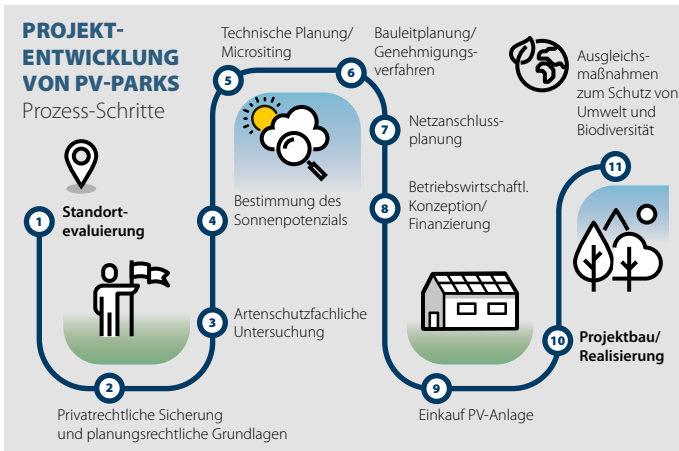 PROJEKT-
ENTWICKLUNG
VON PV-PARKS
Prozess-Schritte
1
Standort-
evaluierung
2
Privatrechtliche Sicherung
und planungsrechtliche Grundlagen
3
Artenschutzfachliche
Untersuchung
4
Bestimmung des
Sonnenpotenzials
5
Technische Planung/
Micrositing
6
Bauleitplanung/
Genehmigungs-
verfahren
7
Netzanschluss-
planung
8
Betriebswirtschaftl.
Konzeption/
Finanzierung
9
Einkauf PV-Anlage
10
Projektbau/
Realisierung
11
Ausgleichs-
maßnahmen
zum Schutz von
Umwelt und
Biodiversität